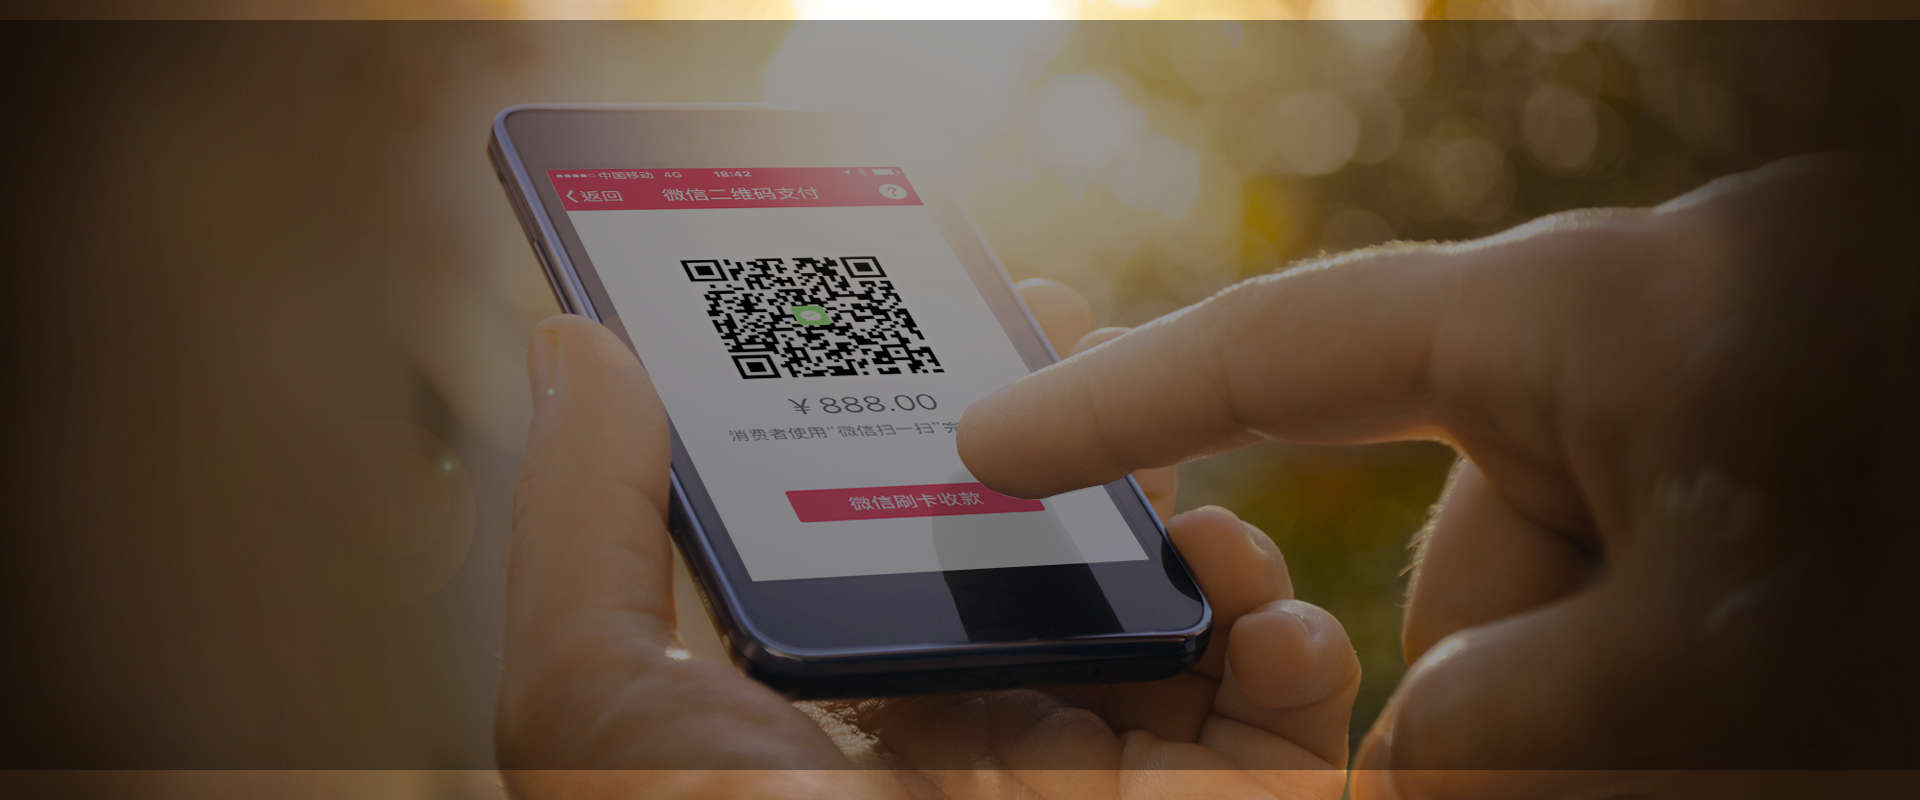 中国移动 4G 18:42
返回 微信二维码支付 ?
¥ 888.00
消费者使用"微信扫一扫"完
微信刷卡收款